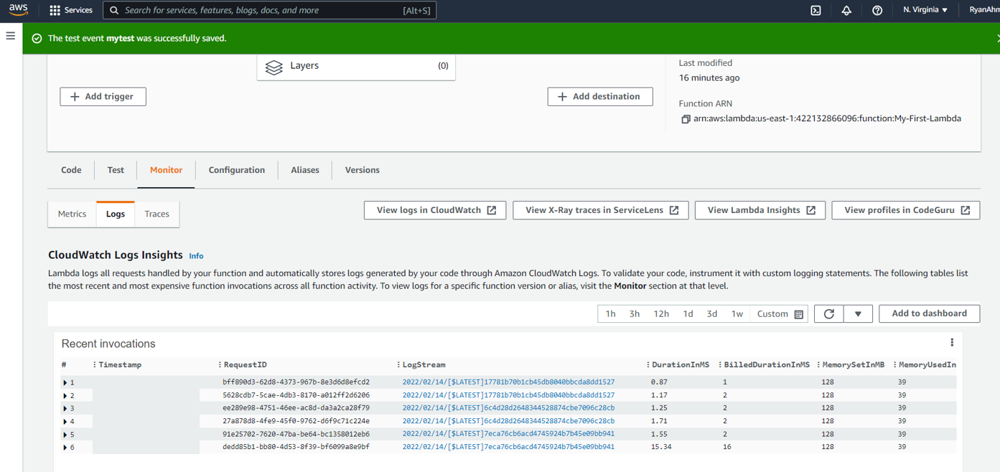 aws Services Search for services, features, blogs, docs, and more [Alt+S] N. Virginia RyanAhm
The test event mytest was successfully saved.
Layers (0)
Last modified
16 minutes ago
Add trigger
Add destination
Function ARN
arn:aws:lambda:us-east-1:422132866096:function:My-First-Lambda
Code Test Monitor Configuration Aliases Versions
Metrics Logs Traces View logs in CloudWatch View X-Ray traces in ServiceLens View Lambda Insights View profiles in CodeGuru
CloudWatch Logs Insights Info
Lambda logs all requests handled by your function and automatically stores logs generated by your code through Amazon CloudWatch Logs. To validate your code, instrument it with custom logging statements. The following tables list
the most recent and most expensive function invocations across all function activity. To view logs for a specific function version or alias, visit the Monitor section at that level.
1h 3h 12h 1d 3d 1w Custom Add to dashboard
Recent invocations
# Timestamp RequestID LogStream DurationInMS BilledDurationInMS MemorySetInMB MemoryUsedIn
1 bff890d3-62d8-4373-967b-8e3d6d8efcd2 2022/02/14/[$LATEST]17781b70b1cb45db8040bbcda8dd1527 0.87 1 128 39
2 5628cdb7-5cae-4db3-8170-a012ff2d6206 2022/02/14/[$LATEST]17781b70b1cb45db8040bbcda8dd1527 1.17 2 128 39
3 ee289e98-4751-46ee-ac8d-da3a2ca28f79 2022/02/14/[$LATEST]6c4d28d2648344528874cbe7096c28cb 1.25 2 128 39
4 27a878d8-4fe9-45f0-9762-d6f9c71c224e 2022/02/14/[$LATEST]6c4d28d2648344528874cbe7096c28cb 1.71 2 128 39
5 91e25702-7620-47ba-be64-bc1358012eb6 2022/02/14/[$LATEST]7eca76cb6acd4745924b7b45e09bb941 1.55 2 128 39
6 dedd85b1-bb80-4d53-8f39-bf6099a8e9bf 2022/02/14/[$LATEST]7eca76cb6acd4745924b7b45e09bb941 15.34 16 128 39